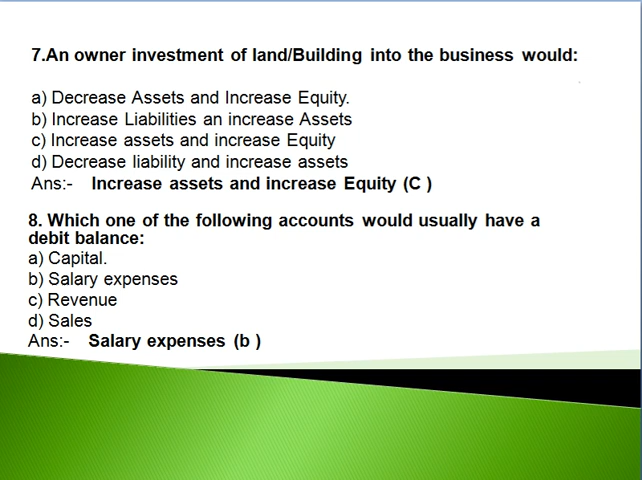 7.An owner investment of land/Building into the business would:
a) Decrease Assets and Increase Equity.
b) Increase Liabilities an increase Assets
c) Increase assets and increase Equity
d) Decrease liability and increase assets
Ans:- Increase assets and increase Equity (C )
8. Which one of the following accounts would usually have a
debit balance:
a) Capital.
b) Salary expenses
c) Revenue
d) Sales
Ans:- Salary expenses (b )